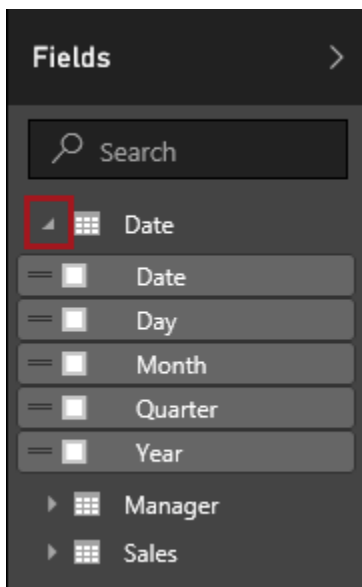 Fields
Search
Date
Date
Day
Month
Quarter
Year
Manager
Sales